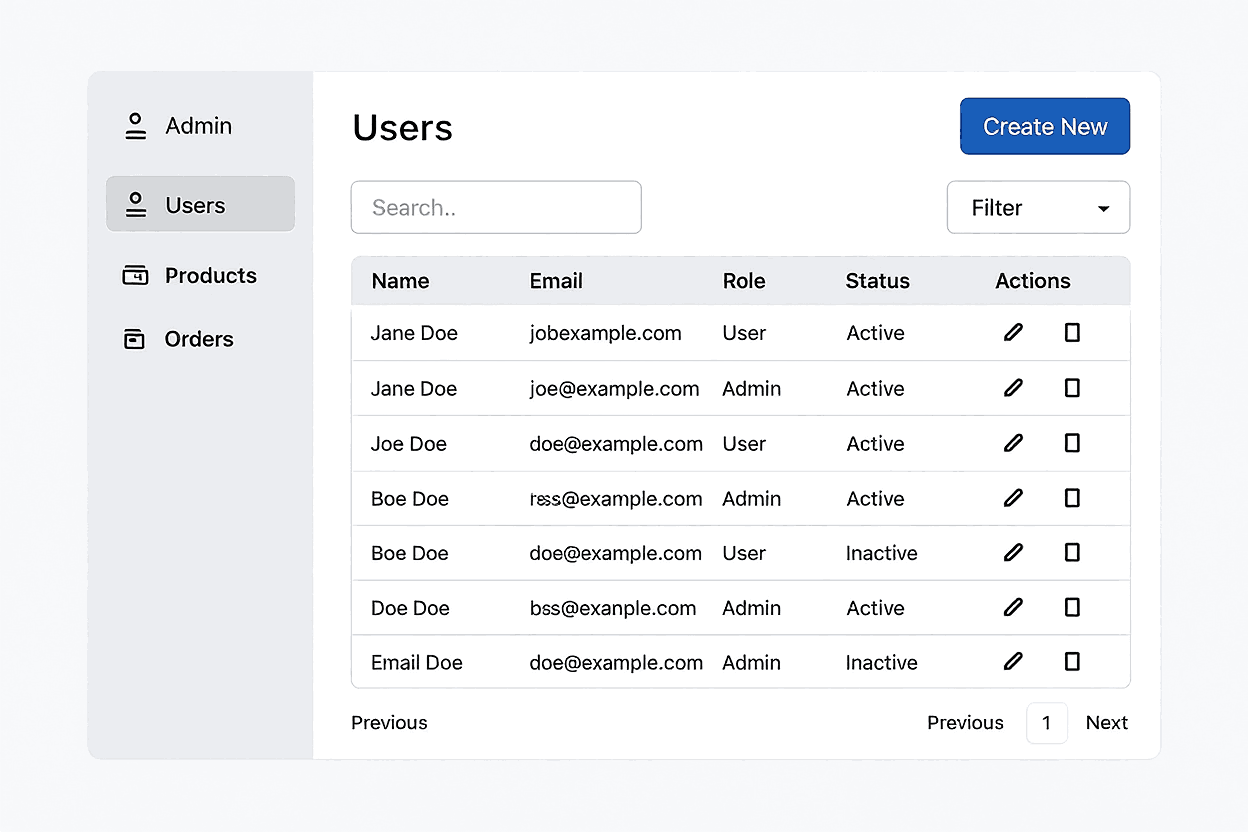 Admin
Users
Products
Orders
Users
Create New
Search..
Filter
Name Email Role Status Actions
Jane Doe jobexample.com User Active
Jane Doe joe@example.com Admin Active
Joe Doe doe@example.com User Active
Boe Doe @example.com Admin Active
Boe Doe doe@example.com User Inactive
Doe Doe bss@exanple.com Admin Active
Email Doe doe@example.com Admin Inactive
Previous
Previous 1 Next